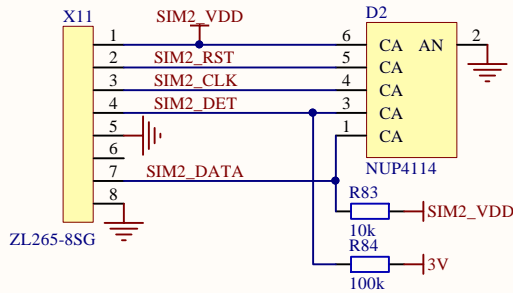 X11
SIM2_VDD
D2
1
6
CA
AN
2
2
SIM2_RST
5
CA
3
SIM2_CLK
4
CA
4
SIM2_DET
3
CA
5
1
CA
6
7
SIM2_DATA
NUP4114
8
R83
SIM2_VDD
10k
ZL265-8SG
R84
3V
100k